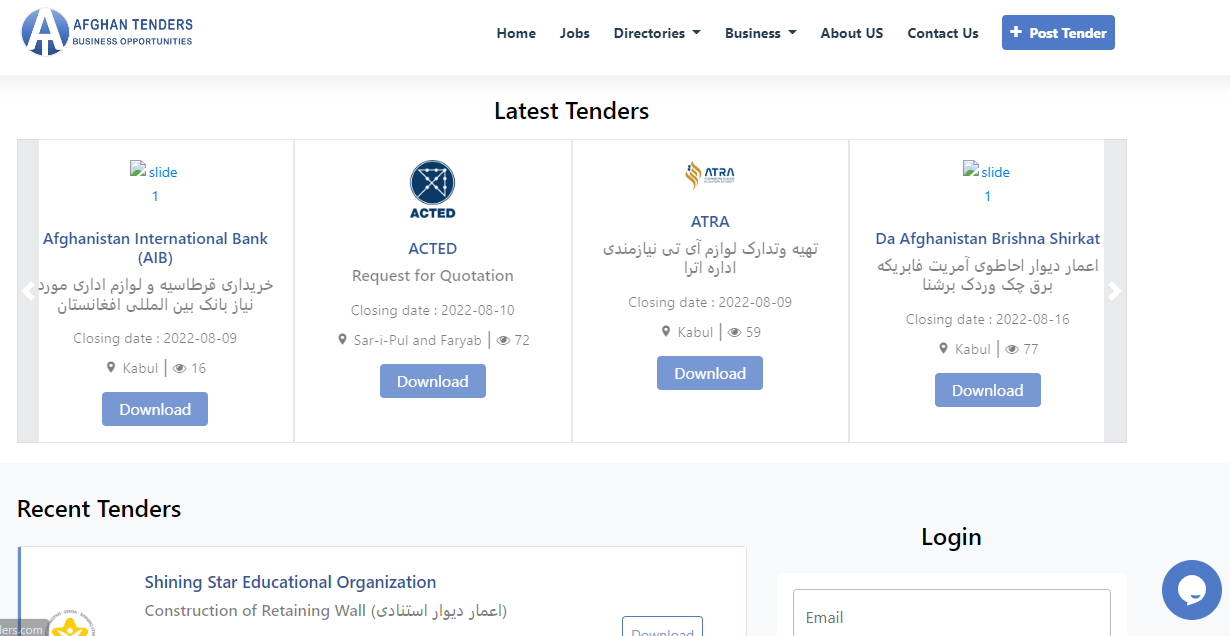 AFGHAN TENDERS
BUSINESS OPPORTUNITIES
Home Jobs Directories Business About US Contact Us + Post Tender
Latest Tenders
slide
1
Afghanistan International Bank
(AIB)
خریداری قرطاسیه و لوازم اداری مورد
نیاز بانک بین المللی افغانستان
Closing date : 2022-08-09
Kabul | 16
Download
ACTED
ACTED
Request for Quotation
Closing date : 2022-08-10
Sar-i-Pul and Faryab | 72
Download
ATRA
ATRA
تهیه وتدارک لوازم آی تی نیازمندی
اداره اترا
Closing date : 2022-08-09
Kabul | 59
Download
slide
1
Da Afghanistan Brishna Shirkat
اعمار دیوار احاطوی آمریت فابریکه
برق چک وردک برشنا
Closing date : 2022-08-16
Kabul | 77
Download
Recent Tenders
Shining Star Educational Organization
Construction of Retaining Wall (اعمار دیوار استنادی)
Download
ders.com
Login
Email